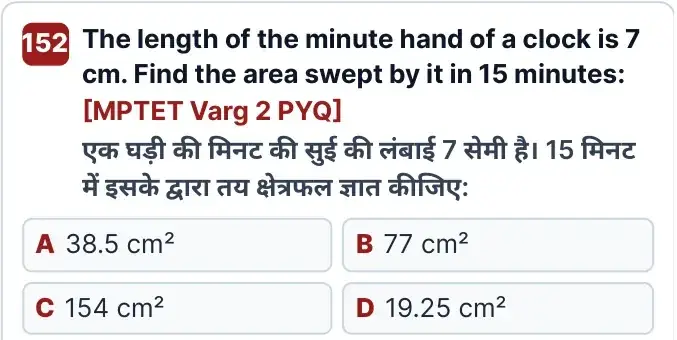 152 The length of the minute hand of a clock is 7
cm. Find the area swept by it in 15 minutes:
[MPTET Varg 2 PYQ]
एक घड़ी की मिनट की सुई की लंबाई 7 सेमी है। 15 मिनट
में इसके द्वारा तय क्षेत्रफल ज्ञात कीजिए:
A 38.5 cm² B 77 cm²
C 154 cm² D 19.25 cm²